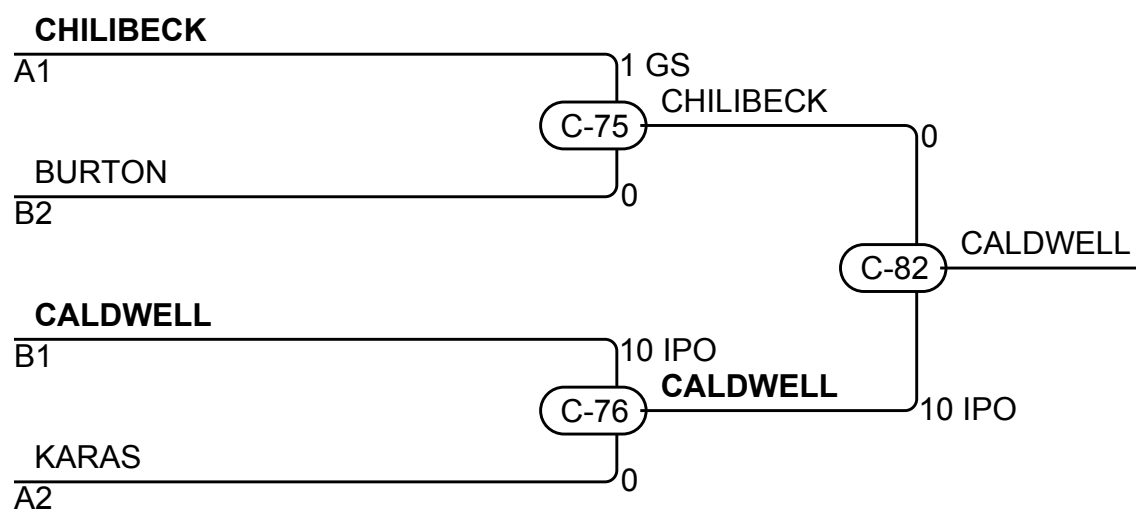 CHILIBECK
A1
1 GS
C-75
CHILIBECK
0
BURTON
B2
0
C-82
CALDWELL
CALDWELL
B1
10 IPO
C-76
CALDWELL
10 IPO
KARAS
A2
0